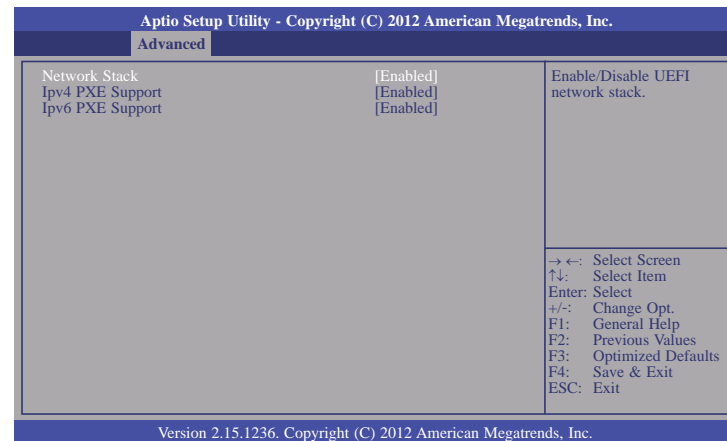 Aptio Setup Utility - Copyright (C) 2012 American Megatrends, Inc.
Advanced
Network Stack [Enabled]
Ipv4 PXE Support [Enabled]
Ipv6 PXE Support [Enabled]
Enable/Disable UEFI
network stack.
→ ←: Select Screen
↑↓: Select Item
Enter: Select
+/-: Change Opt.
F1: General Help
F2: Previous Values
F3: Optimized Defaults
F4: Save & Exit
ESC: Exit
Version 2.15.1236. Copyright (C) 2012 American Megatrends, Inc.